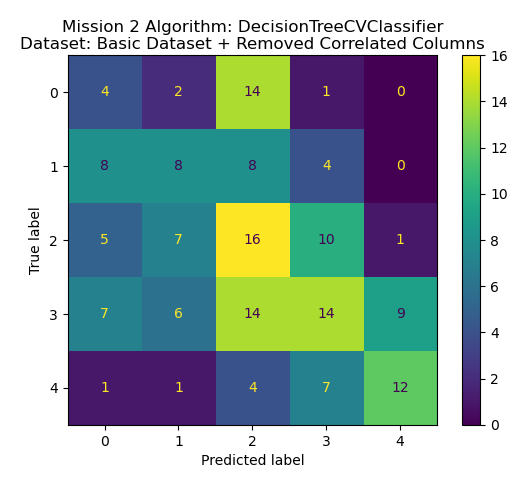 Mission 2 Algorithm: DecisionTreeCVClassifier
Dataset: Basic Dataset + Removed Correlated Columns
0 4 2 14 1 0
1 8 8 8 4 0
2 5 7 16 10 1
3 7 6 14 14 9
4 1 1 4 7 12
0 1 2 3 4
True label
Predicted label
16
14
12
10
8
6
4
2
0